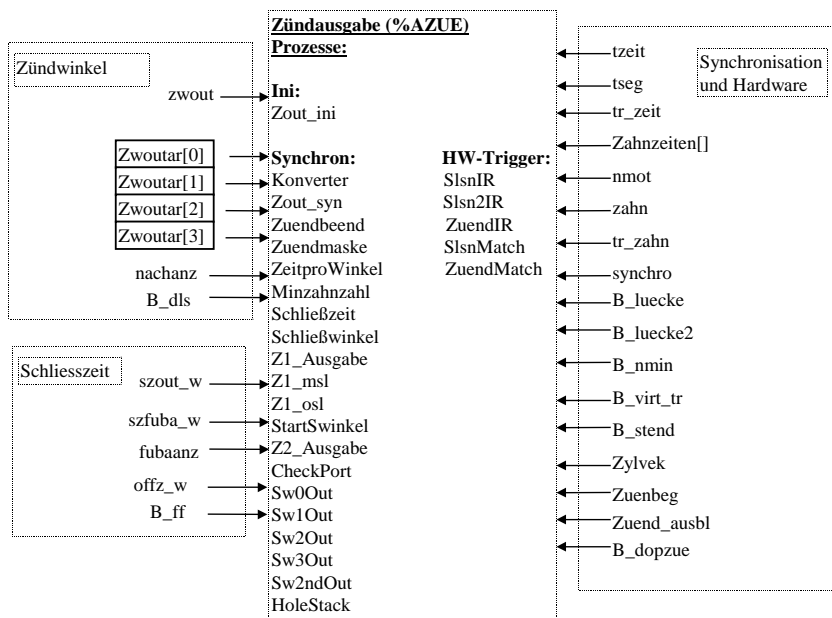 Zündausgabe (%AZUE)
Prozesse:
Ini:
Zout_ini
Synchron:
Konverter
Zout_syn
Zuendbeend
Zuendmaske
ZeitproWinkel
Minzahnzahl
Schließzeit
Schließwinkel
Z1_Ausgabe
Z1_msl
Z1_osl
StartSwinkel
Z2_Ausgabe
CheckPort
Sw0Out
Sw1Out
Sw2Out
Sw3Out
Sw2ndOut
HoleStack
HW-Trigger:
SlsnIR
Slsn2IR
ZuendIR
SlsnMatch
ZuendMatch
Zündwinkel
zwout
Zwoutar[0]
Zwoutar[1]
Zwoutar[2]
Zwoutar[3]
nachanz
B_dls
Schliesszeit
szout_w
szfuba_w
fubaanz
offz_w
B_ff
Synchronisation
und Hardware
tzeit
tseg
tr_zeit
Zahnzeiten[]
nmot
zahn
tr_zahn
synchro
B_luecke
B_luecke2
B_nmin
B_virt_tr
B_stend
Zylvek
Zuenbeg
Zuend_ausbl
B_dopzue